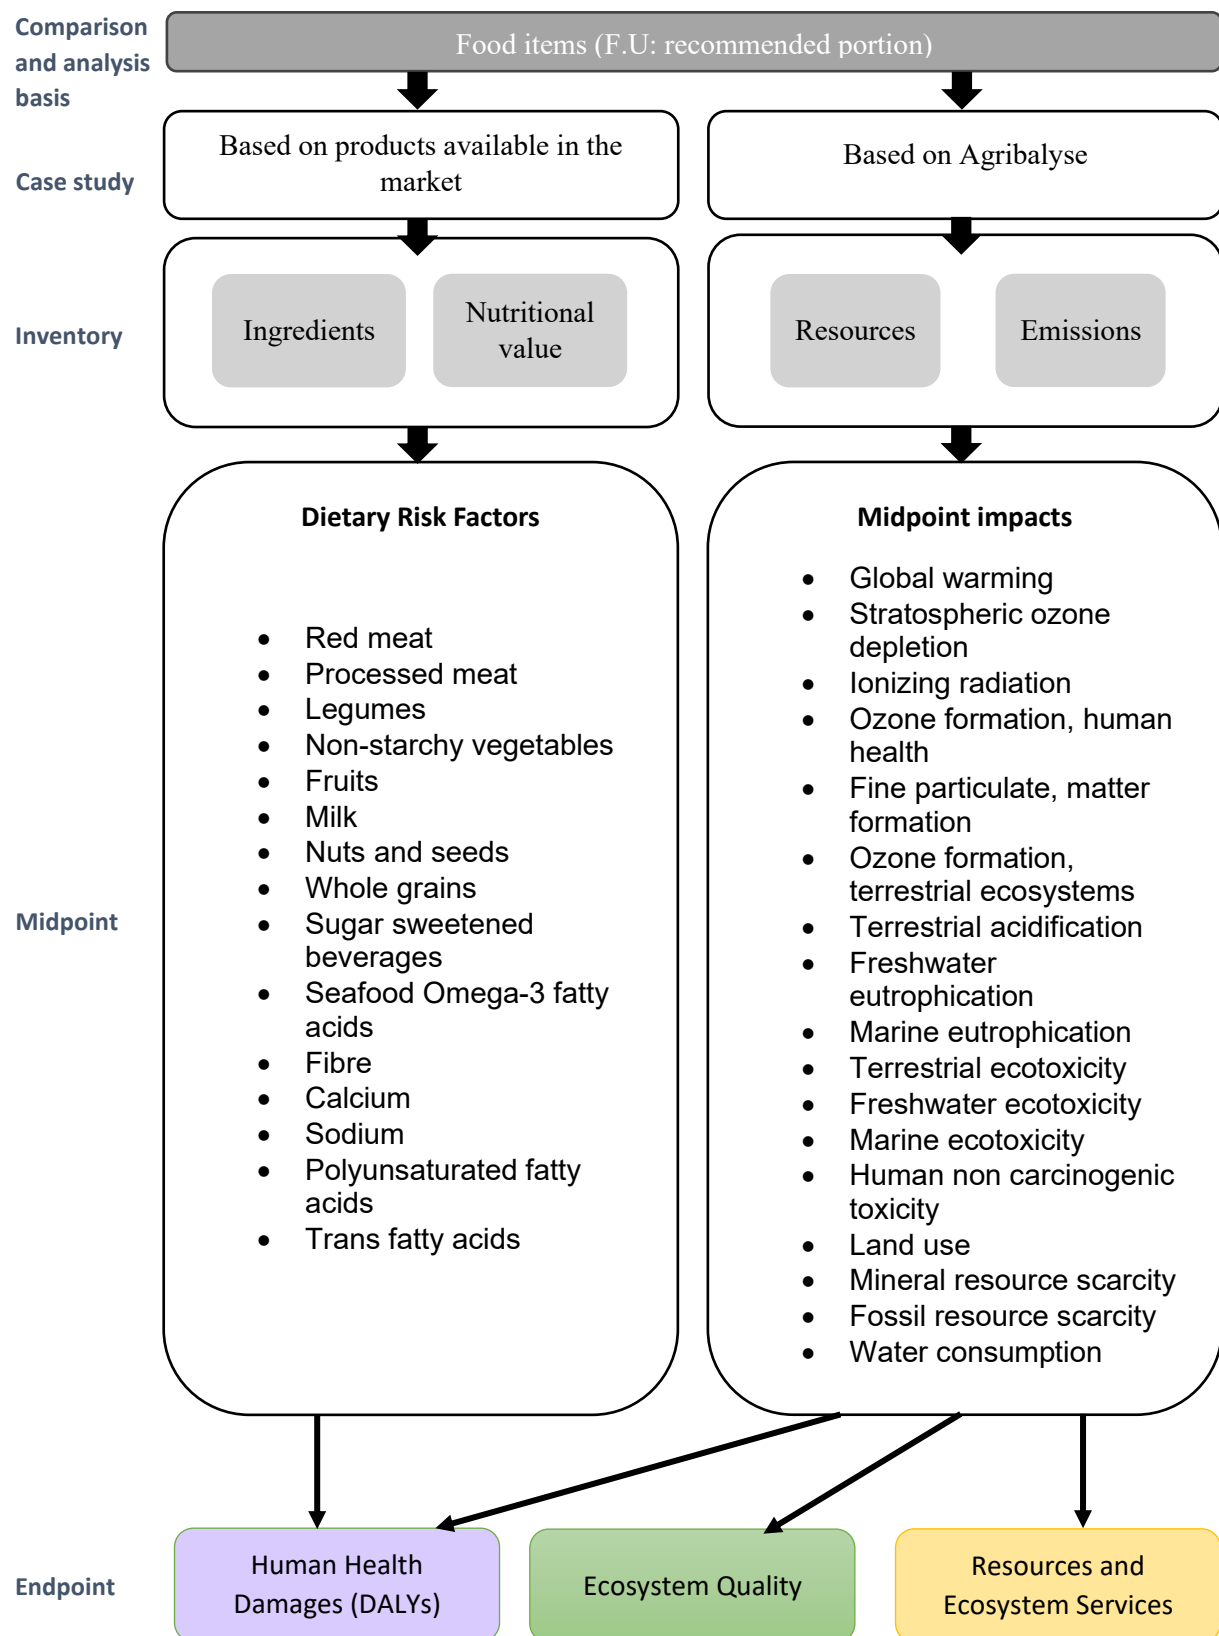 Comparison
and analysis
basis
Food items (F.U: recommended portion)
Case study
Based on products available in the
market
Based on Agribalyse
Inventory
Ingredients
Nutritional
value
Resources
Emissions
Midpoint
Dietary Risk Factors
• Red meat
• Processed meat
• Legumes
• Non-starchy vegetables
• Fruits
• Milk
• Nuts and seeds
• Whole grains
• Sugar sweetened
beverages
• Seafood Omega-3 fatty
acids
• Fibre
• Calcium
• Sodium
• Polyunsaturated fatty
acids
• Trans fatty acids
Midpoint impacts
• Global warming
• Stratospheric ozone
depletion
• Ionizing radiation
• Ozone formation, human
health
• Fine particulate, matter
formation
• Ozone formation,
terrestrial ecosystems
• Terrestrial acidification
• Freshwater
eutrophication
• Marine eutrophication
• Terrestrial ecotoxicity
• Freshwater ecotoxicity
• Marine ecotoxicity
• Human non carcinogenic
toxicity
• Land use
• Mineral resource scarcity
• Fossil resource scarcity
• Water consumption
Endpoint
Human Health
Damages (DALYs)
Ecosystem Quality
Resources and
Ecosystem Services